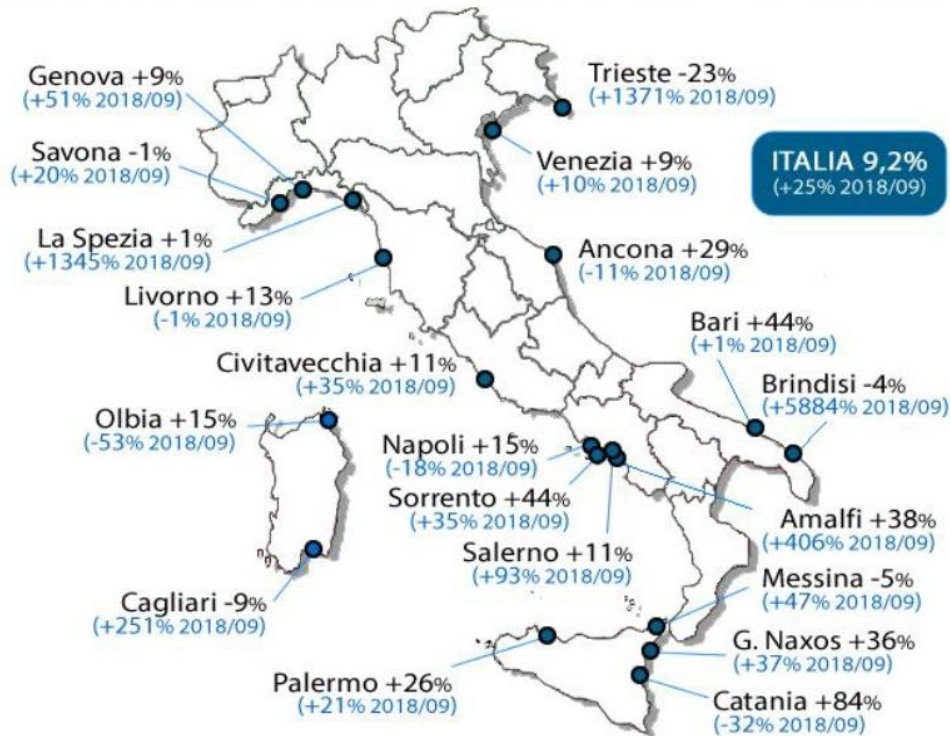 Genova +9%
(+51% 2018/09)
Trieste -23%
(+1371% 2018/09)
Savona -1%
(+20% 2018/09)
Venezia +9%
(+10% 2018/09)
ITALIA 9,2%
(+25% 2018/09)
La Spezia +1%
(+1345% 2018/09)
Ancona +29%
(-11% 2018/09)
Livorno +13%
(-1% 2018/09)
Bari +44%
(+1% 2018/09)
Civitavecchia +11%
(+35% 2018/09)
Brindisi -4%
(+5884% 2018/09)
Olbia +15%
(-53% 2018/09)
Napoli +15%
(-18% 2018/09)
Sorrento +44%
(+35% 2018/09)
Amalfi +38%
(+406% 2018/09)
Salerno +11%
(+93% 2018/09)
Messina -5%
(+47% 2018/09)
Cagliari -9%
(+251% 2018/09)
G. Naxos +36%
(+37% 2018/09)
Palermo +26%
(+21% 2018/09)
Catania +84%
(-32% 2018/09)